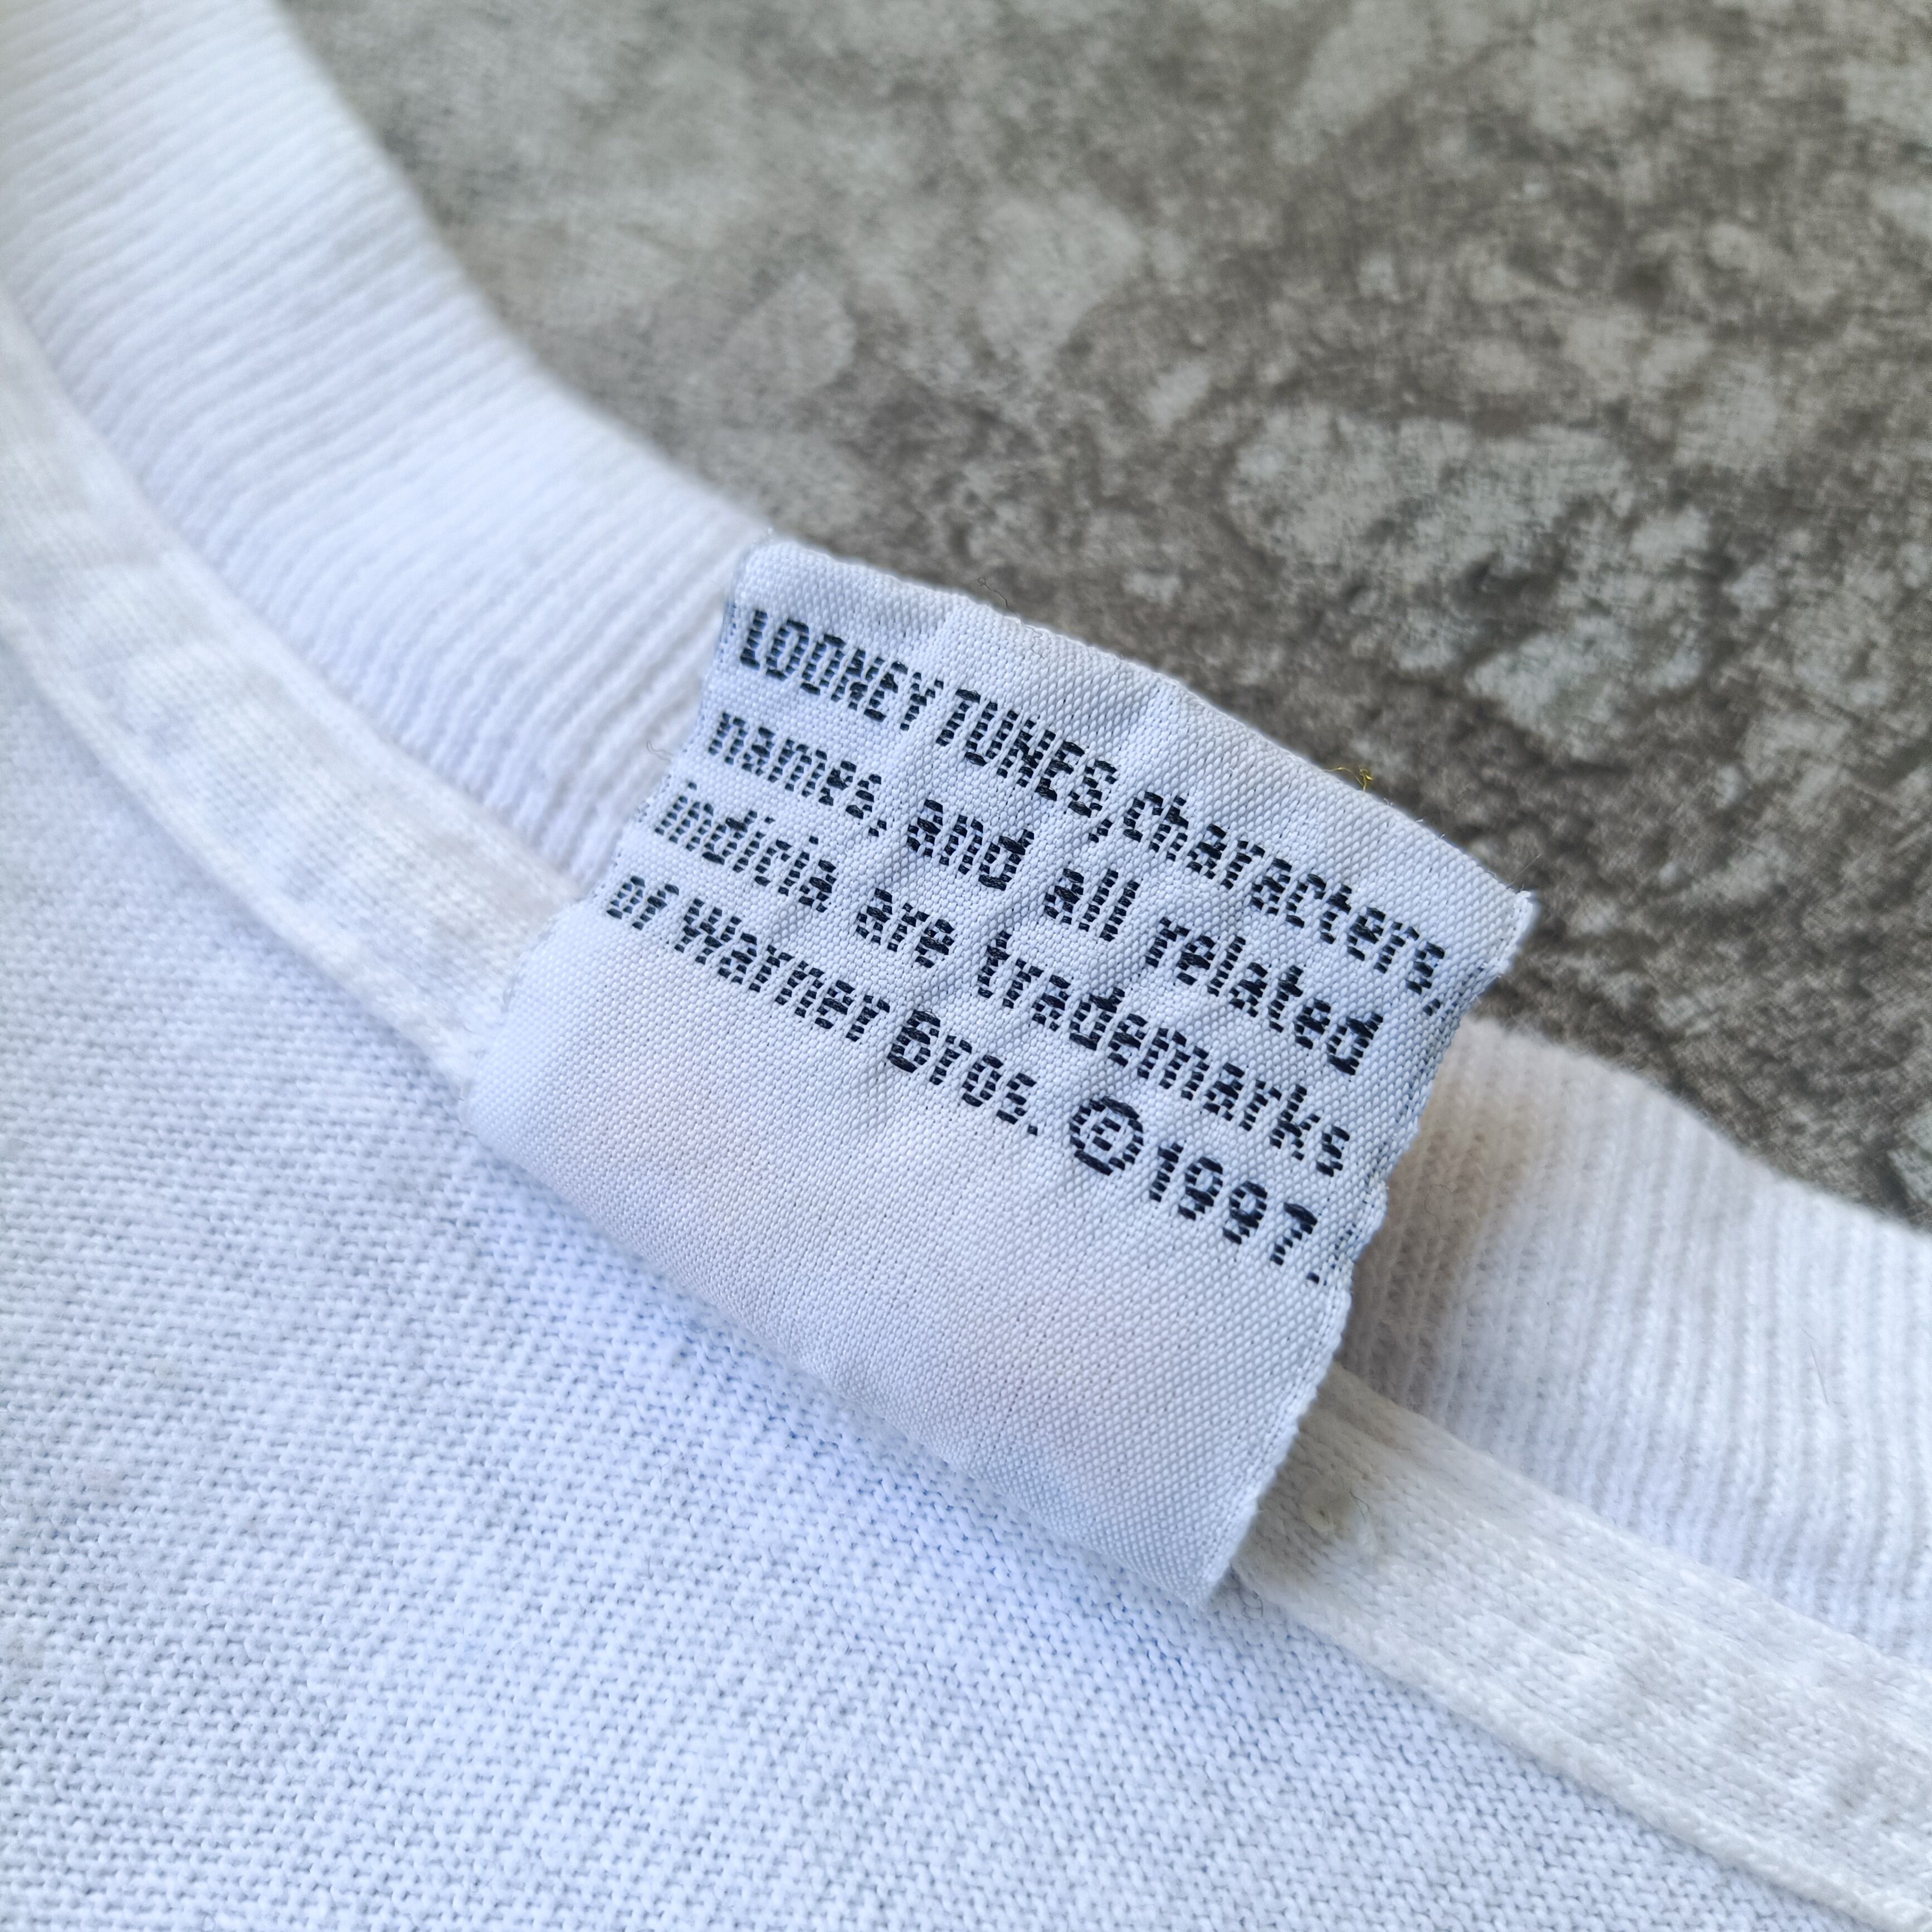 LOONEY TUNES, characters,
names, and all related
indicia are trademarks
of Warner Bros. ©1997.